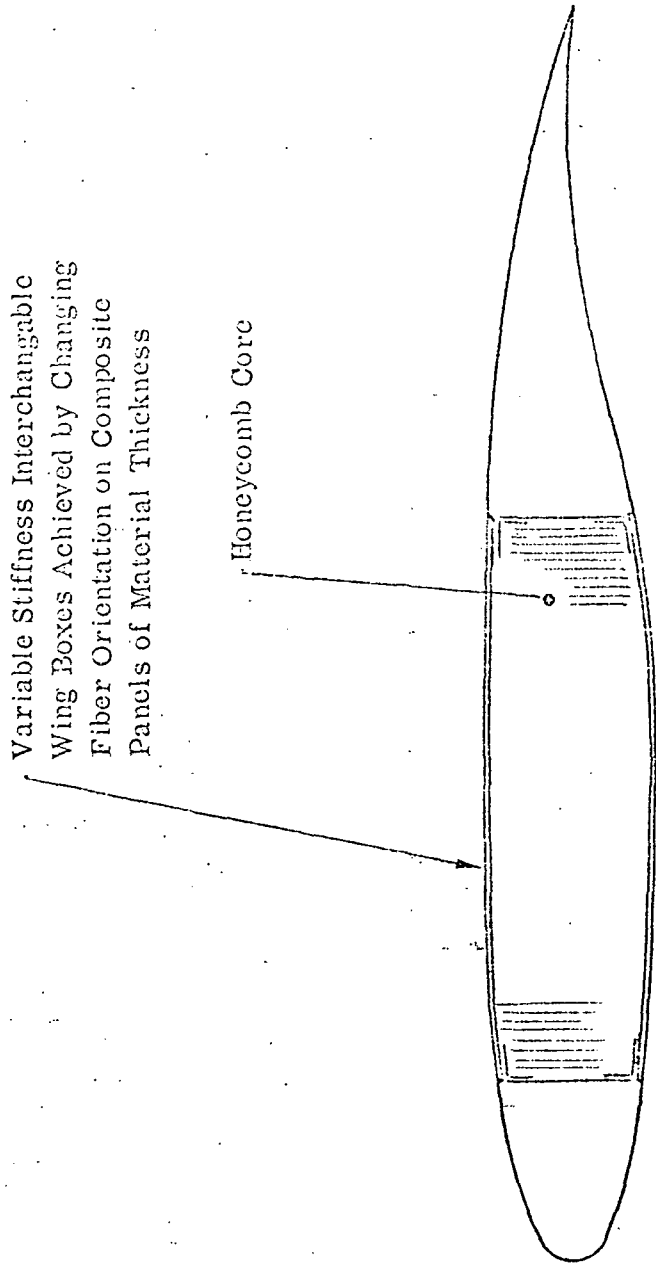 Variable Stiffness Interchangable
Wing Boxes Achieved by Changing
Fiber Orientation on Composite
Panels of Material Thickness
Honeycomb Core